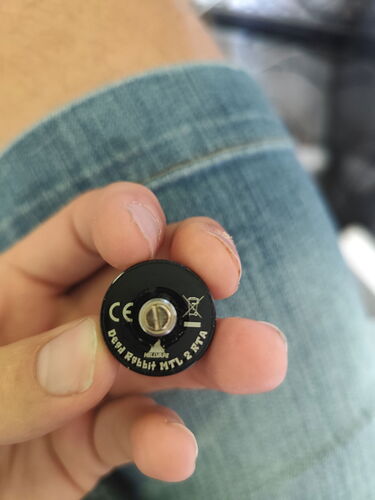 CE
HELLVAPE
Dead Rabbit MTL 2 RTA